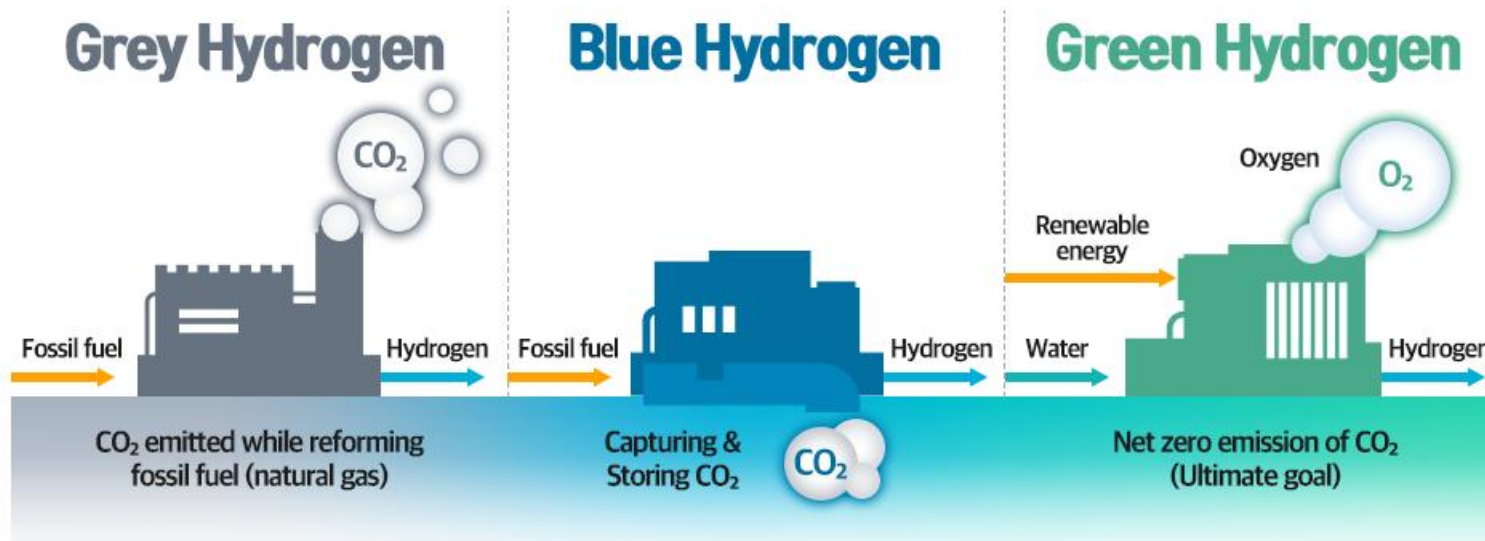 Grey Hydrogen
CO₂
Fossil fuel
Hydrogen
CO₂ emitted while reforming
fossil fuel (natural gas)
Blue Hydrogen
Fossil fuel
Hydrogen
Capturing &
Storing CO₂
CO₂
Green Hydrogen
Oxygen
O₂
Renewable
energy
Water
Hydrogen
Net zero emission of CO₂
(Ultimate goal)